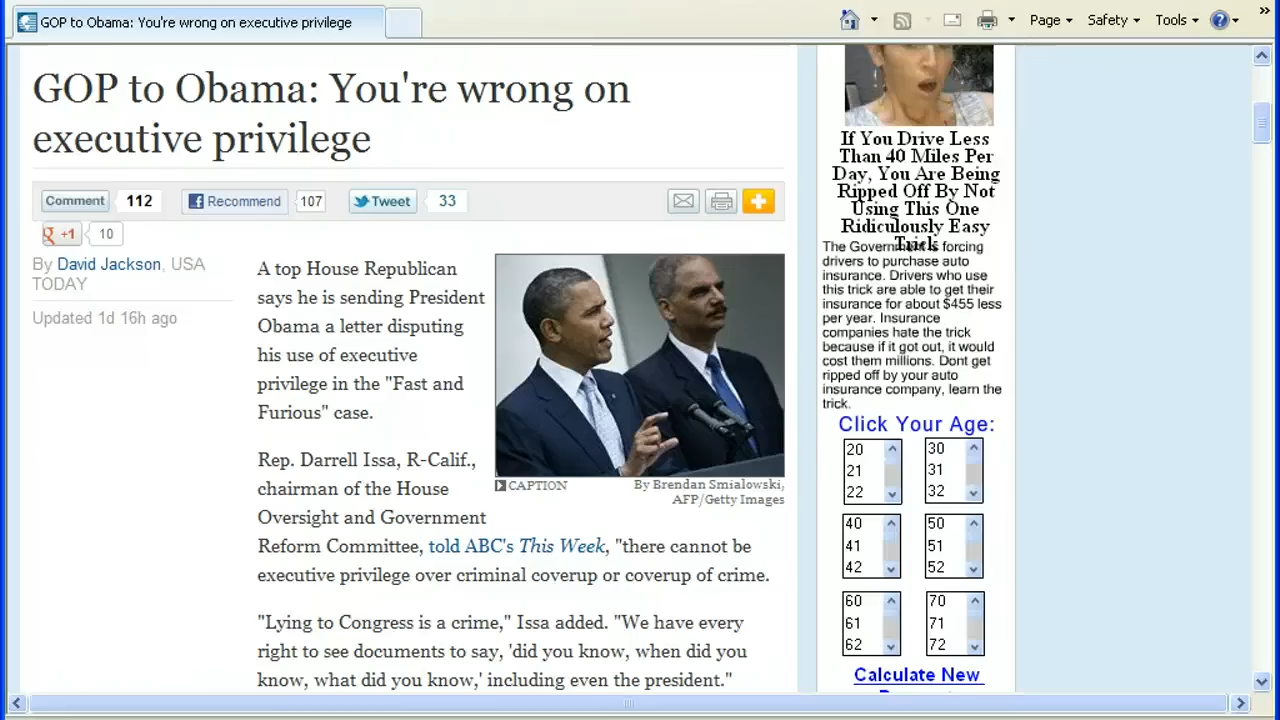 GOP to Obama: You're wrong on executive privilege
Page
Safety
Tools
GOP to Obama: You're wrong on
executive privilege
Comment 112
Recommend 107
Tweet 33
+1 10
By David Jackson, USA
TODAY
Updated 1d 16h ago
A top House Republican
says he is sending President
Obama a letter disputing
his use of executive
privilege in the "Fast and
Furious" case.
CAPTION
By Brendan Smialowski,
AFP/Getty Images
Rep. Darrell Issa, R-Calif.,
chairman of the House
Oversight and Government
Reform Committee, told ABC's This Week, "there cannot be
executive privilege over criminal coverup or coverup of crime.
"Lying to Congress is a crime," Issa added. "We have every
right to see documents to say, 'did you know, when did you
know, what did you know,' including even the president."
If You Drive Less
Than 40 Miles Per
Day, You Are Being
Ripped Off By Not
Using This One
Ridiculously Easy
Trick
The Government is forcing
drivers to purchase auto
insurance. Drivers who use
this trick are able to get their
insurance for about $455 less
per year. Insurance
companies hate the trick
because if it got out, it would
cost them millions. Dont get
ripped off by your auto
insurance company, learn the
trick.
Click Your Age:
20 30
21 31
22 32
40 50
41 51
42 52
60 70
61 71
62 72
Calculate New